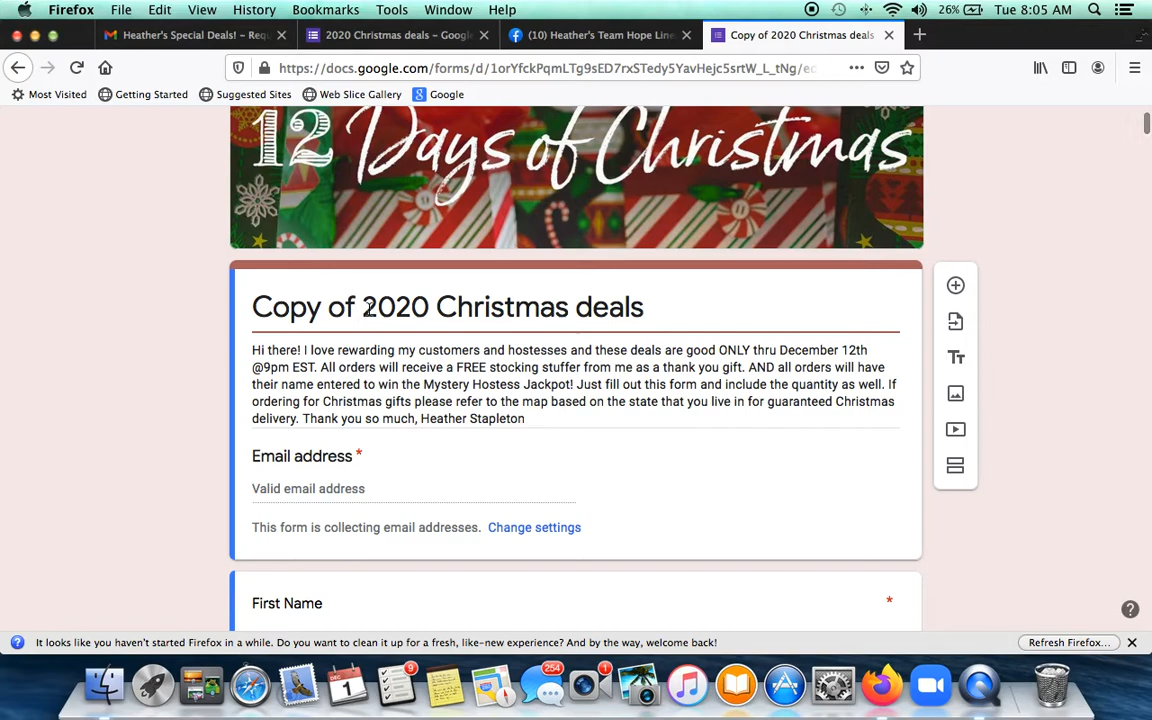 Firefox File Edit View History Bookmarks Tools Window Help 26% Tue 8:05 AM
Heather's Special Deals! – Requ 2020 Christmas deals – Google (10) Heather's Team Hope Line Copy of 2020 Christmas deals
https://docs.google.com/forms/d/1orYfckPqmLTg9sED7rxSTedy5YavHejc5srtW_L_tNg/ed
Most Visited Getting Started Suggested Sites Web Slice Gallery Google
12 Days of Christmas
Copy of 2020 Christmas deals
Hi there! I love rewarding my customers and hostesses and these deals are good ONLY thru December 12th
@9pm EST. All orders will receive a FREE stocking stuffer from me as a thank you gift. AND all orders will have
their name entered to win the Mystery Hostess Jackpot! Just fill out this form and include the quantity as well. If
ordering for Christmas gifts please refer to the map based on the state that you live in for guaranteed Christmas
delivery. Thank you so much, Heather Stapleton
Email address *
Valid email address
This form is collecting email addresses. Change settings
First Name *
It looks like you haven't started Firefox in a while. Do you want to clean it up for a fresh, like-new experience? And by the way, welcome back! Refresh Firefox...
DEC 1 9 254 1